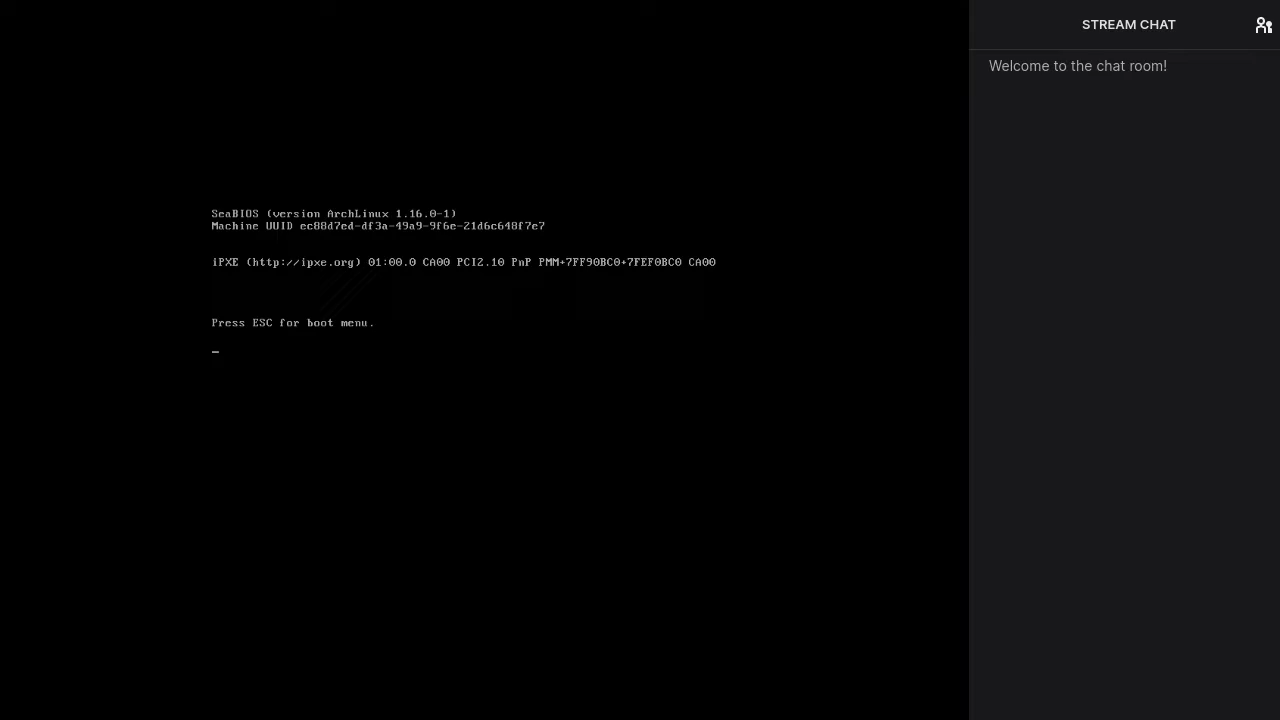 STREAM CHAT
Welcome to the chat room!
SeaBIOS (version ArchLinux 1.16.0-1)
Machine UUID ec88d7ed-df3a-49a9-9f6e-21d6c648f7e7
iPXE (http://ipxe.org) 01:00.0 CA00 PCI2.10 PnP PMM+7FF90BC0+7FEF0BC0 CA00
Press ESC for boot menu.